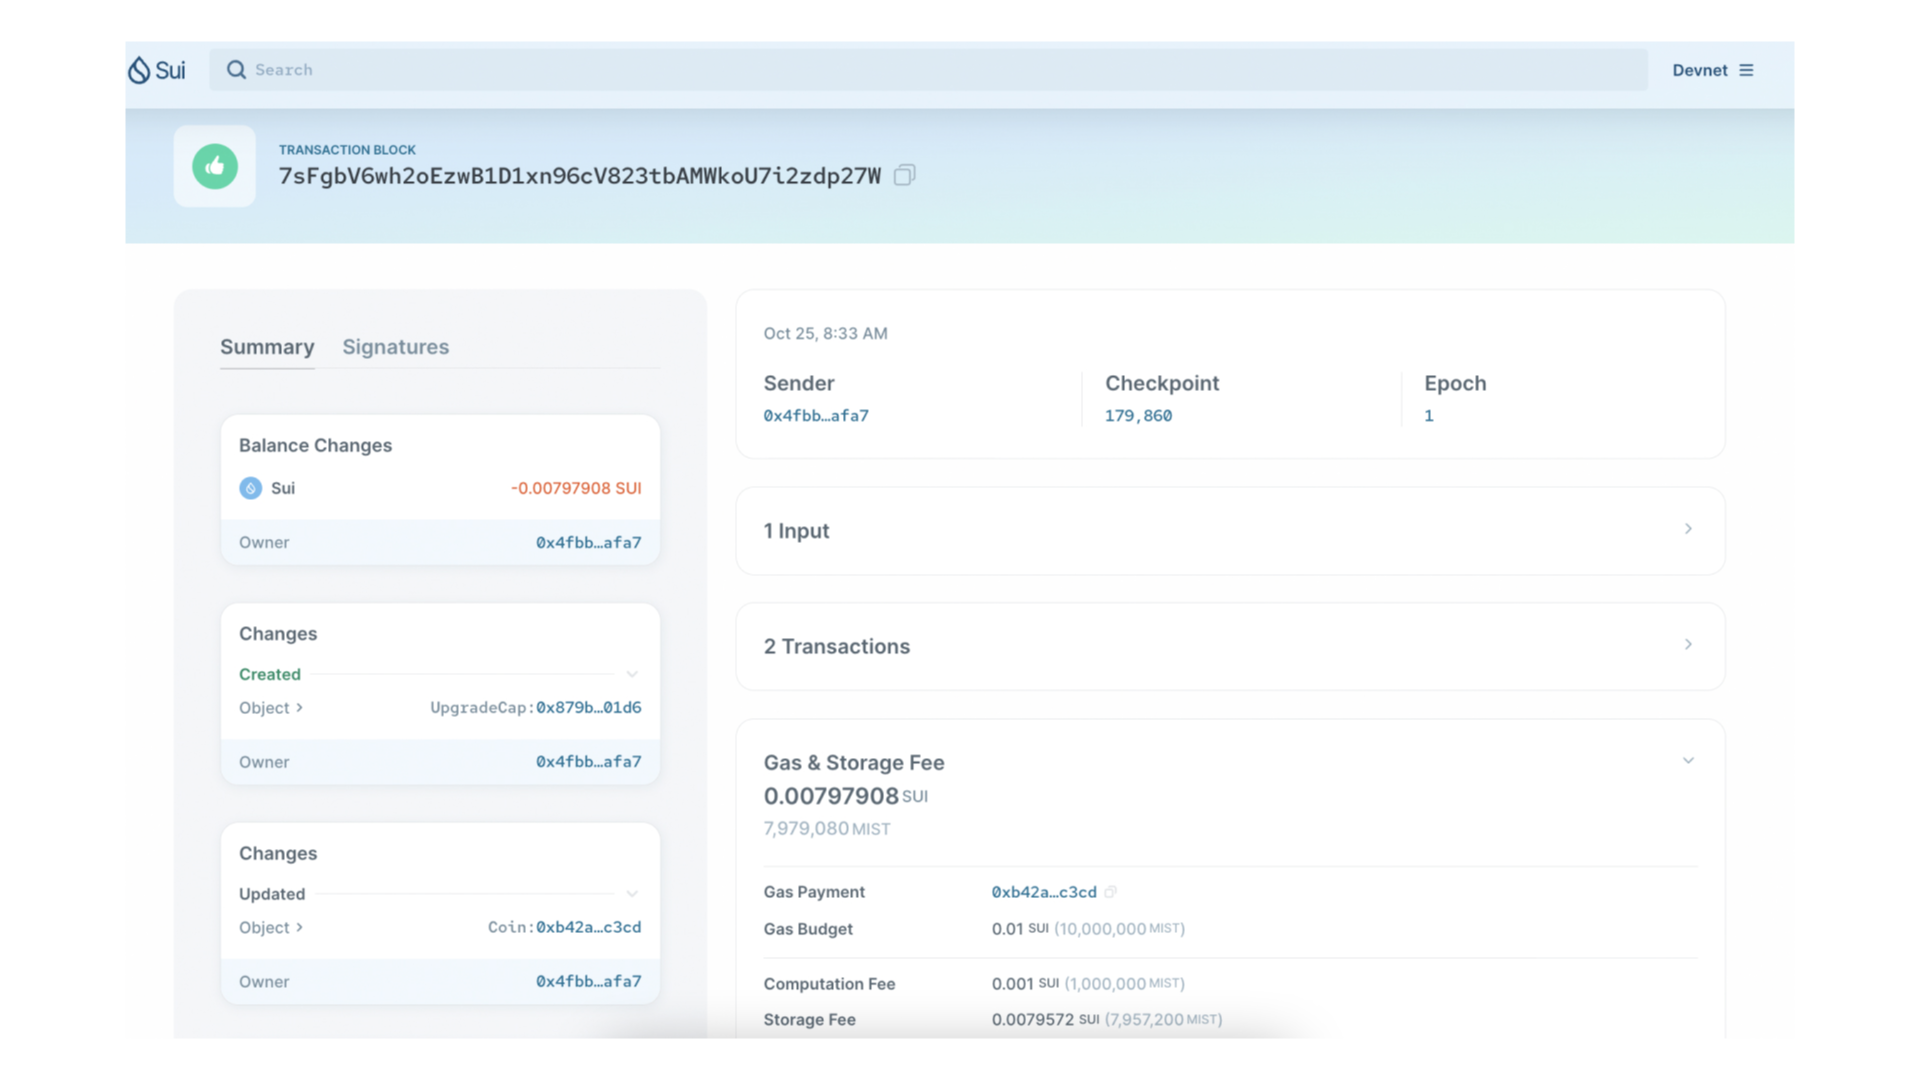 Sui
Search
Devnet
TRANSACTION BLOCK
7sFgbV6wh2oEzwB1D1xn96cV823tbAMWkoU7i2zdp27W
Summary
Signatures
Balance Changes
Sui
-0.00797908 SUI
Owner
0x4fbb…afa7
Changes
Created
Object
UpgradeCap:0x879b…01d6
Owner
0x4fbb…afa7
Changes
Updated
Object
Coin:0xb42a…c3cd
Owner
0x4fbb…afa7
Oct 25, 8:33 AM
Sender
0x4fbb…afa7
Checkpoint
179,860
Epoch
1
1 Input
2 Transactions
Gas & Storage Fee
0.00797908 SUI
7,979,080 MIST
Gas Payment
0xb42a…c3cd
Gas Budget
0.01 SUI (10,000,000 MIST)
Computation Fee
0.001 SUI (1,000,000 MIST)
Storage Fee
0.0079572 SUI (7,957,200 MIST)